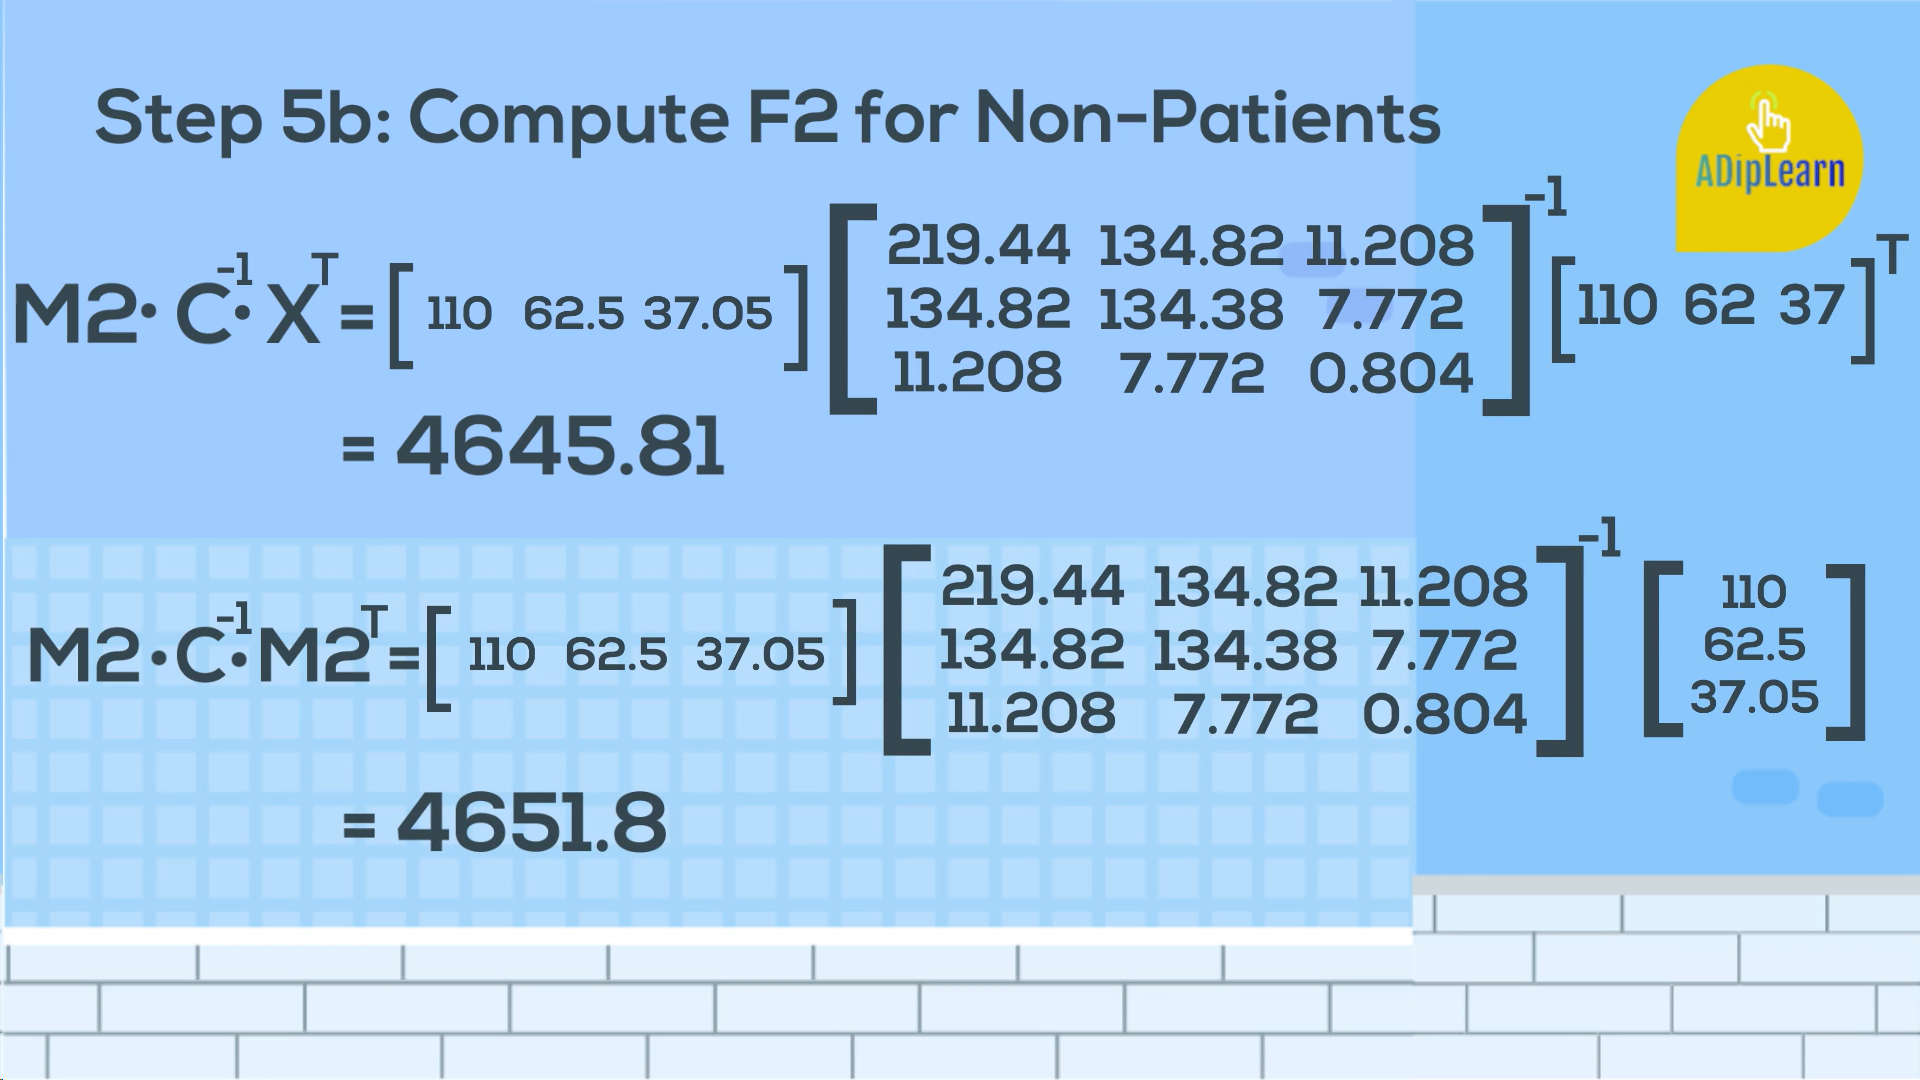 Step 5b: Compute F2 for Non-Patients
ADipLearn
M2· C⁻¹· Xᵀ = [ 110 62.5 37.05 ] [ 219.44 134.82 11.208 ]⁻¹ [ 110 62 37 ]ᵀ
134.82 134.38 7.772
11.208 7.772 0.804
= 4645.81
M2·C⁻¹·M2ᵀ = [ 110 62.5 37.05 ] [ 219.44 134.82 11.208 ]⁻¹ [ 110
134.82 134.38 7.772 62.5
11.208 7.772 0.804 37.05 ]
= 4651.8